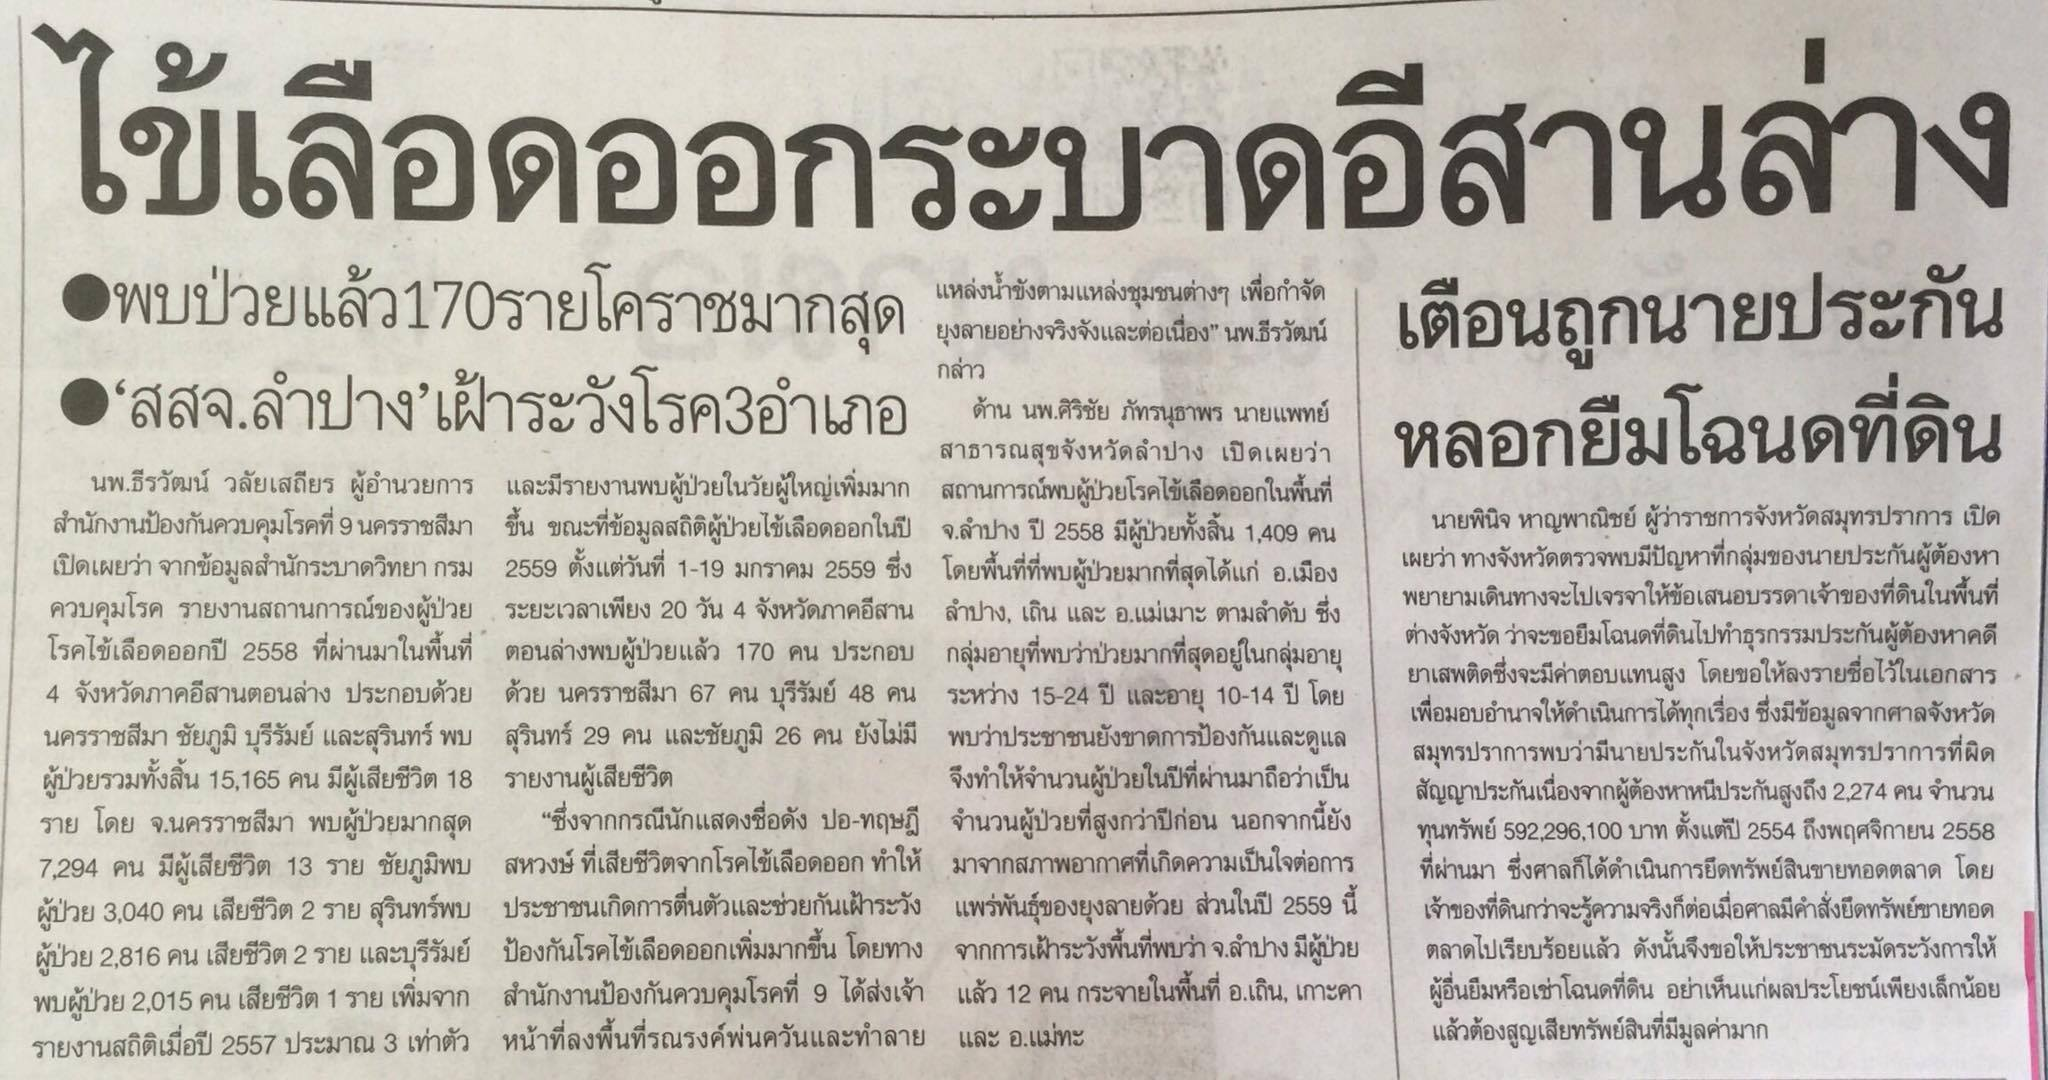 ไข้เลือดออกระบาดอีสานล่าง
●พบป่วยแล้ว170รายโคราชมากสุด
●‘สสจ.ลำปาง’เฝ้าระวังโรค3อำเภอ
นพ.ธีรวัฒน์ วลัยเสถียร ผู้อำนวยการ
สำนักงานป้องกันควบคุมโรคที่ 9 นครราชสีมา
เปิดเผยว่า จากข้อมูลสำนักระบาดวิทยา กรม
ควบคุมโรค รายงานสถานการณ์ของผู้ป่วย
โรคไข้เลือดออกปี 2558 ที่ผ่านมาในพื้นที่
4 จังหวัดภาคอีสานตอนล่าง ประกอบด้วย
นครราชสีมา ชัยภูมิ บุรีรัมย์ และสุรินทร์ พบ
ผู้ป่วยรวมทั้งสิ้น 15,165 คน มีผู้เสียชีวิต 18
ราย โดย จ.นครราชสีมา พบผู้ป่วยมากสุด
7,294 คน มีผู้เสียชีวิต 13 ราย ชัยภูมิพบ
ผู้ป่วย 3,040 คน เสียชีวิต 2 ราย สุรินทร์พบ
ผู้ป่วย 2,816 คน เสียชีวิต 2 ราย และบุรีรัมย์
พบผู้ป่วย 2,015 คน เสียชีวิต 1 ราย เพิ่มจาก
รายงานสถิติเมื่อปี 2557 ประมาณ 3 เท่าตัว
และมีรายงานพบผู้ป่วยในวัยผู้ใหญ่เพิ่มมาก
ขึ้น ขณะที่ข้อมูลสถิติผู้ป่วยไข้เลือดออกในปี
2559 ตั้งแต่วันที่ 1-19 มกราคม 2559 ซึ่ง
ระยะเวลาเพียง 20 วัน 4 จังหวัดภาคอีสาน
ตอนล่างพบผู้ป่วยแล้ว 170 คน ประกอบ
ด้วย นครราชสีมา 67 คน บุรีรัมย์ 48 คน
สุรินทร์ 29 คน และชัยภูมิ 26 คน ยังไม่มี
รายงานผู้เสียชีวิต
“ซึ่งจากกรณีนักแสดงชื่อดัง ปอ-ทฤษฎี
สหวงษ์ ที่เสียชีวิตจากโรคไข้เลือดออก ทำให้
ประชาชนเกิดการตื่นตัวและช่วยกันเฝ้าระวัง
ป้องกันโรคไข้เลือดออกเพิ่มมากขึ้น โดยทาง
สำนักงานป้องกันควบคุมโรคที่ 9 ได้ส่งเจ้า
หน้าที่ลงพื้นที่รณรงค์พ่นควันและทำลาย
แหล่งน้ำขังตามแหล่งชุมชนต่างๆ เพื่อกำจัด
ยุงลายอย่างจริงจังและต่อเนื่อง” นพ.ธีรวัฒน์
กล่าว
ด้าน นพ.ศิริชัย ภัทรนุธาพร นายแพทย์
สาธารณสุขจังหวัดลำปาง เปิดเผยว่า
สถานการณ์พบผู้ป่วยโรคไข้เลือดออกในพื้นที่
จ.ลำปาง ปี 2558 มีผู้ป่วยทั้งสิ้น 1,409 คน
โดยพื้นที่ที่พบผู้ป่วยมากที่สุดได้แก่ อ.เมือง
ลำปาง, เถิน และ อ.แม่เมาะ ตามลำดับ ซึ่ง
กลุ่มอายุที่พบว่าป่วยมากที่สุดอยู่ในกลุ่มอายุ
ระหว่าง 15-24 ปี และอายุ 10-14 ปี โดย
พบว่าประชาชนยังขาดการป้องกันและดูแล
จึงทำให้จำนวนผู้ป่วยในปีที่ผ่านมาถือว่าเป็น
จำนวนผู้ป่วยที่สูงกว่าปีก่อน นอกจากนี้ยัง
มาจากสภาพอากาศที่เกิดความเป็นใจต่อการ
แพร่พันธุ์ของยุงลายด้วย ส่วนในปี 2559 นี้
จากการเฝ้าระวังพื้นที่พบว่า จ.ลำปาง มีผู้ป่วย
แล้ว 12 คน กระจายในพื้นที่ อ.เถิน, เกาะคา
และ อ.แม่ทะ
เตือนถูกนายประกัน
หลอกยืมโฉนดที่ดิน
นายพินิจ หาญพาณิชย์ ผู้ว่าราชการจังหวัดสมุทรปราการ เปิด
เผยว่า ทางจังหวัดตรวจพบมีปัญหาที่กลุ่มของนายประกันผู้ต้องหา
พยายามเดินทางจะไปเจรจาให้ข้อเสนอบรรดาเจ้าของที่ดินในพื้นที่
ต่างจังหวัด ว่าจะขอยืมโฉนดที่ดินไปทำธุรกรรมประกันผู้ต้องหาคดี
ยาเสพติดซึ่งจะมีค่าตอบแทนสูง โดยขอให้ลงรายชื่อไว้ในเอกสาร
เพื่อมอบอำนาจให้ดำเนินการได้ทุกเรื่อง ซึ่งมีข้อมูลจากศาลจังหวัด
สมุทรปราการพบว่ามีนายประกันในจังหวัดสมุทรปราการที่ผิด
สัญญาประกันเนื่องจากผู้ต้องหาหนีประกันสูงถึง 2,274 คน จำนวน
ทุนทรัพย์ 592,296,100 บาท ตั้งแต่ปี 2554 ถึงพฤศจิกายน 2558
ที่ผ่านมา ซึ่งศาลก็ได้ดำเนินการยึดทรัพย์สินขายทอดตลาด โดย
เจ้าของที่ดินกว่าจะรู้ความจริงก็ต่อเมื่อศาลมีคำสั่งยึดทรัพย์ขายทอด
ตลาดไปเรียบร้อยแล้ว ดังนั้นจึงขอให้ประชาชนระมัดระวังการให้
ผู้อื่นยืมหรือเช่าโฉนดที่ดิน อย่าเห็นแก่ผลประโยชน์เพียงเล็กน้อย
แล้วต้องสูญเสียทรัพย์สินที่มีมูลค่ามาก